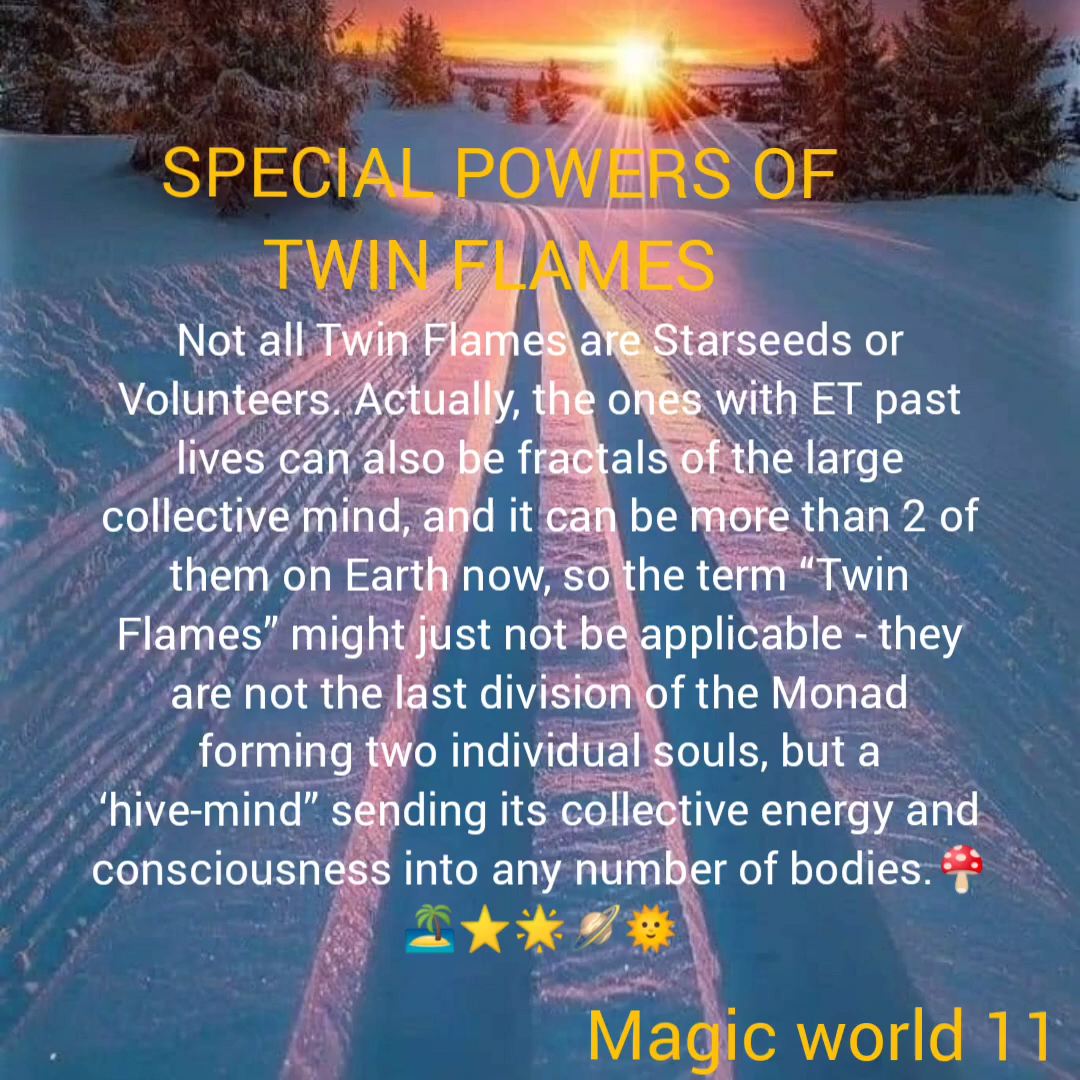 SPECIAL POWERS OF
TWIN FLAMES
Not all Twin Flames are Starseeds or
Volunteers. Actually, the ones with ET past
lives can also be fractals of the large
collective mind, and it can be more than 2 of
them on Earth now, so the term “Twin
Flames” might just not be applicable - they
are not the last division of the Monad
forming two individual souls, but a
‘hive-mind” sending its collective energy and
consciousness into any number of bodies.🍄
🏝️⭐🌟🪐🌞
Magic world 11